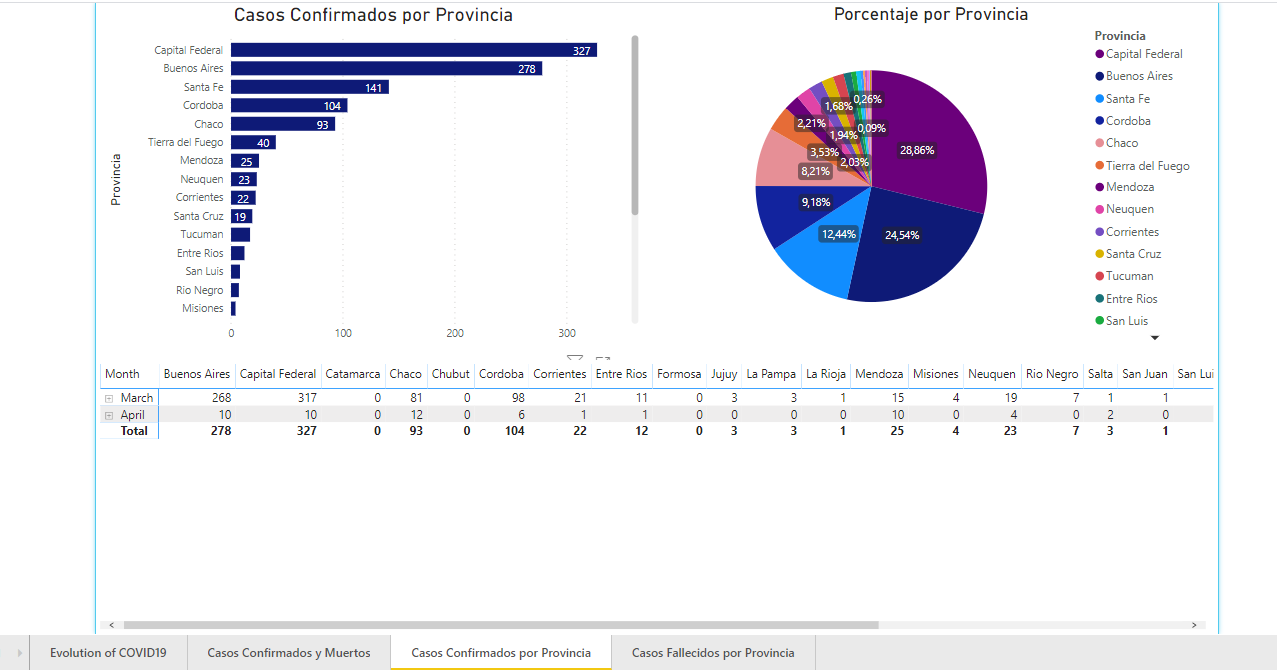 Casos Confirmados por Provincia
Provincia
Capital Federal 327
Buenos Aires 278
Santa Fe 141
Cordoba 104
Chaco 93
Tierra del Fuego 40
Mendoza 25
Neuquen 23
Corrientes 22
Santa Cruz 19
Tucuman
Entre Rios
San Luis
Rio Negro
Misiones
0 100 200 300
Porcentaje por Provincia
28,86%
24,54%
12,44%
9,18%
8,21%
3,53%
2,21%
2,03%
1,94%
1,68%
0,26%
0,09%
Provincia
Capital Federal
Buenos Aires
Santa Fe
Cordoba
Chaco
Tierra del Fuego
Mendoza
Neuquen
Corrientes
Santa Cruz
Tucuman
Entre Rios
San Luis
Month Buenos Aires Capital Federal Catamarca Chaco Chubut Cordoba Corrientes Entre Rios Formosa Jujuy La Pampa La Rioja Mendoza Misiones Neuquen Rio Negro Salta San Juan San Lui
March 268 317 0 81 0 98 21 11 0 3 3 1 15 4 19 7 1 1
April 10 10 0 12 0 6 1 1 0 0 0 0 10 0 4 0 2 0
Total 278 327 0 93 0 104 22 12 0 3 3 1 25 4 23 7 3 1
Evolution of COVID19 Casos Confirmados y Muertos Casos Confirmados por Provincia Casos Fallecidos por Provincia